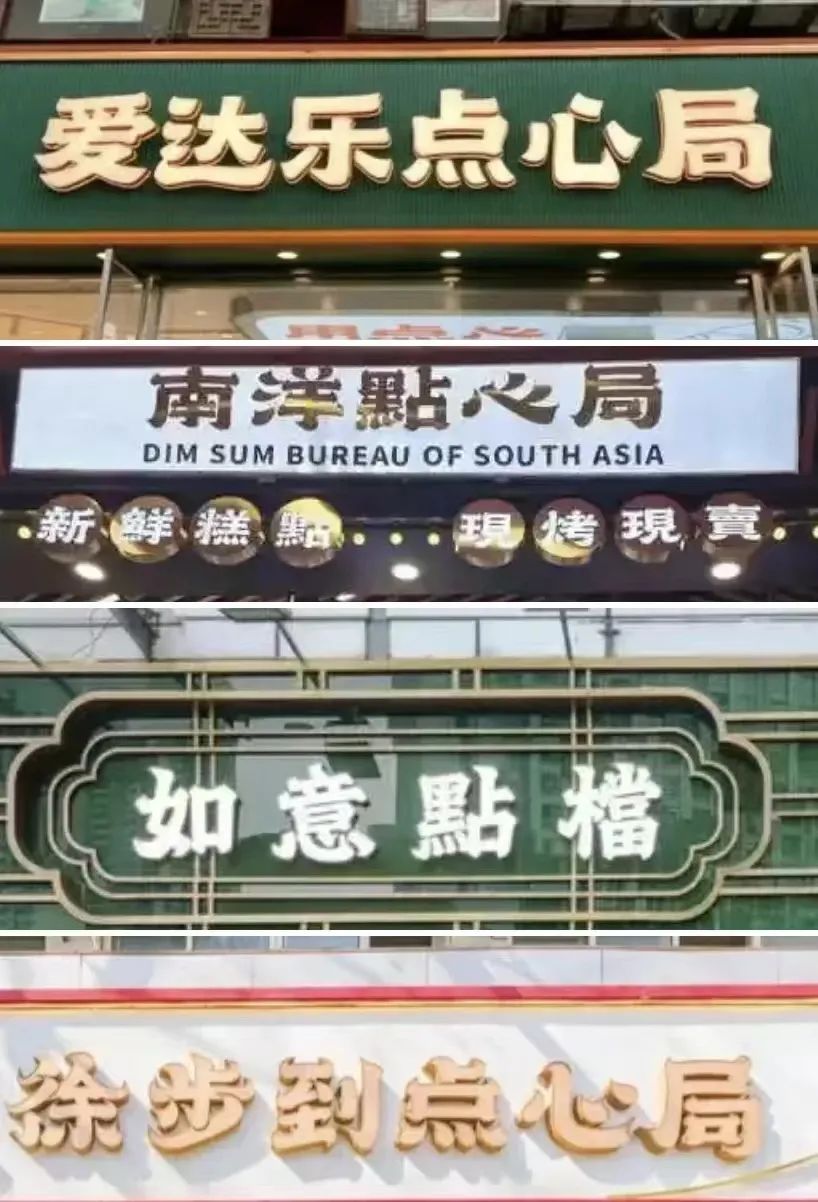 爱达乐点心局
南洋點心局
DIM SUM BUREAU OF SOUTH ASIA
新鮮糕點···現烤現賣
如意點檔
徐步到点心局